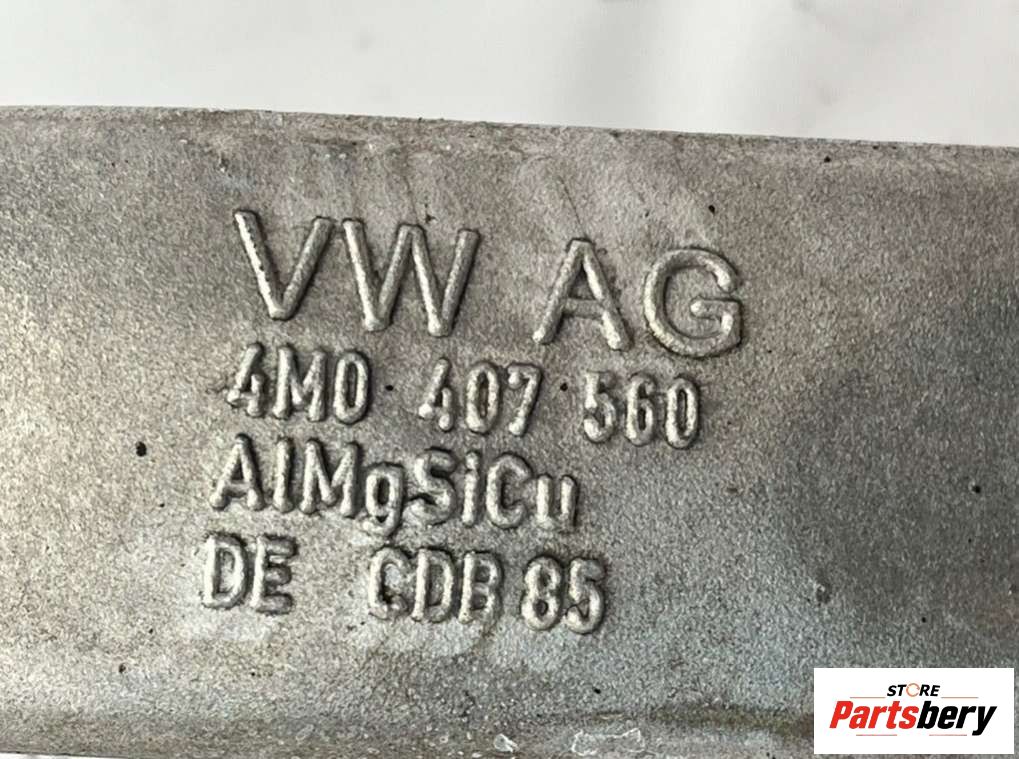 VW AG
4M0 407 560
AlMgSiCu
DE CDB 85
STORE
Partsbery